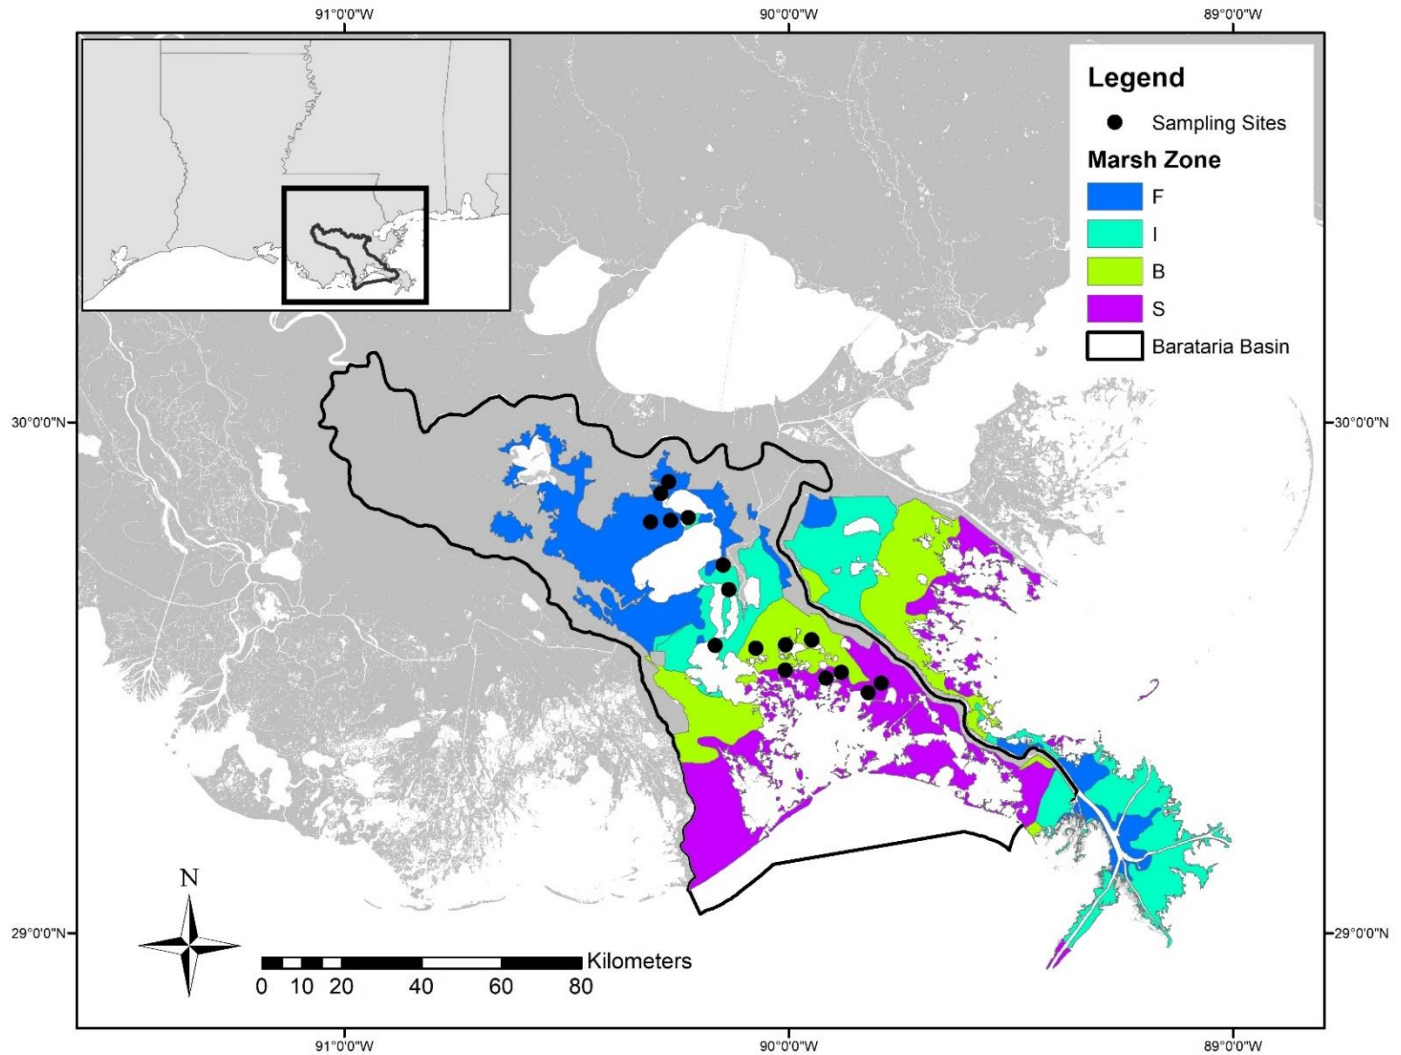 91°0'0"W 90°0'0"W 89°0'0"W
Legend
Sampling Sites
Marsh Zone
F
I
B
S
Barataria Basin
30°0'0"N 30°0'0"N
N
29°0'0"N 29°0'0"N
Kilometers
0 10 20 40 60 80
91°0'0"W 90°0'0"W 89°0'0"W